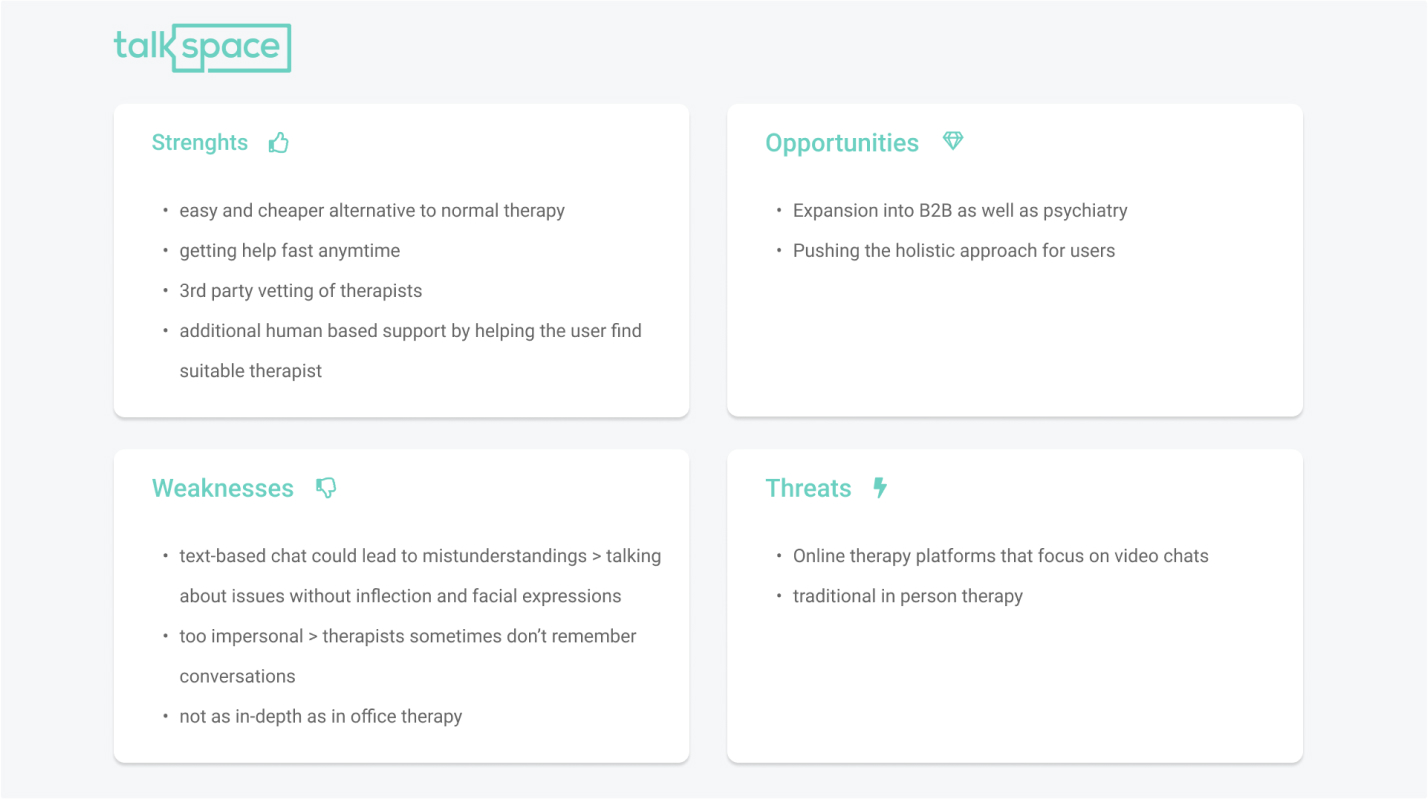 talkspace
Strenghts
• easy and cheaper alternative to normal therapy
• getting help fast anymtime
• 3rd party vetting of therapists
• additional human based support by helping the user find
suitable therapist
Opportunities
• Expansion into B2B as well as psychiatry
• Pushing the holistic approach for users
Weaknesses
• text-based chat could lead to mistunderstandings > talking
about issues without inflection and facial expressions
• too impersonal > therapists sometimes don’t remember
conversations
• not as in-depth as in office therapy
Threats
• Online therapy platforms that focus on video chats
• traditional in person therapy